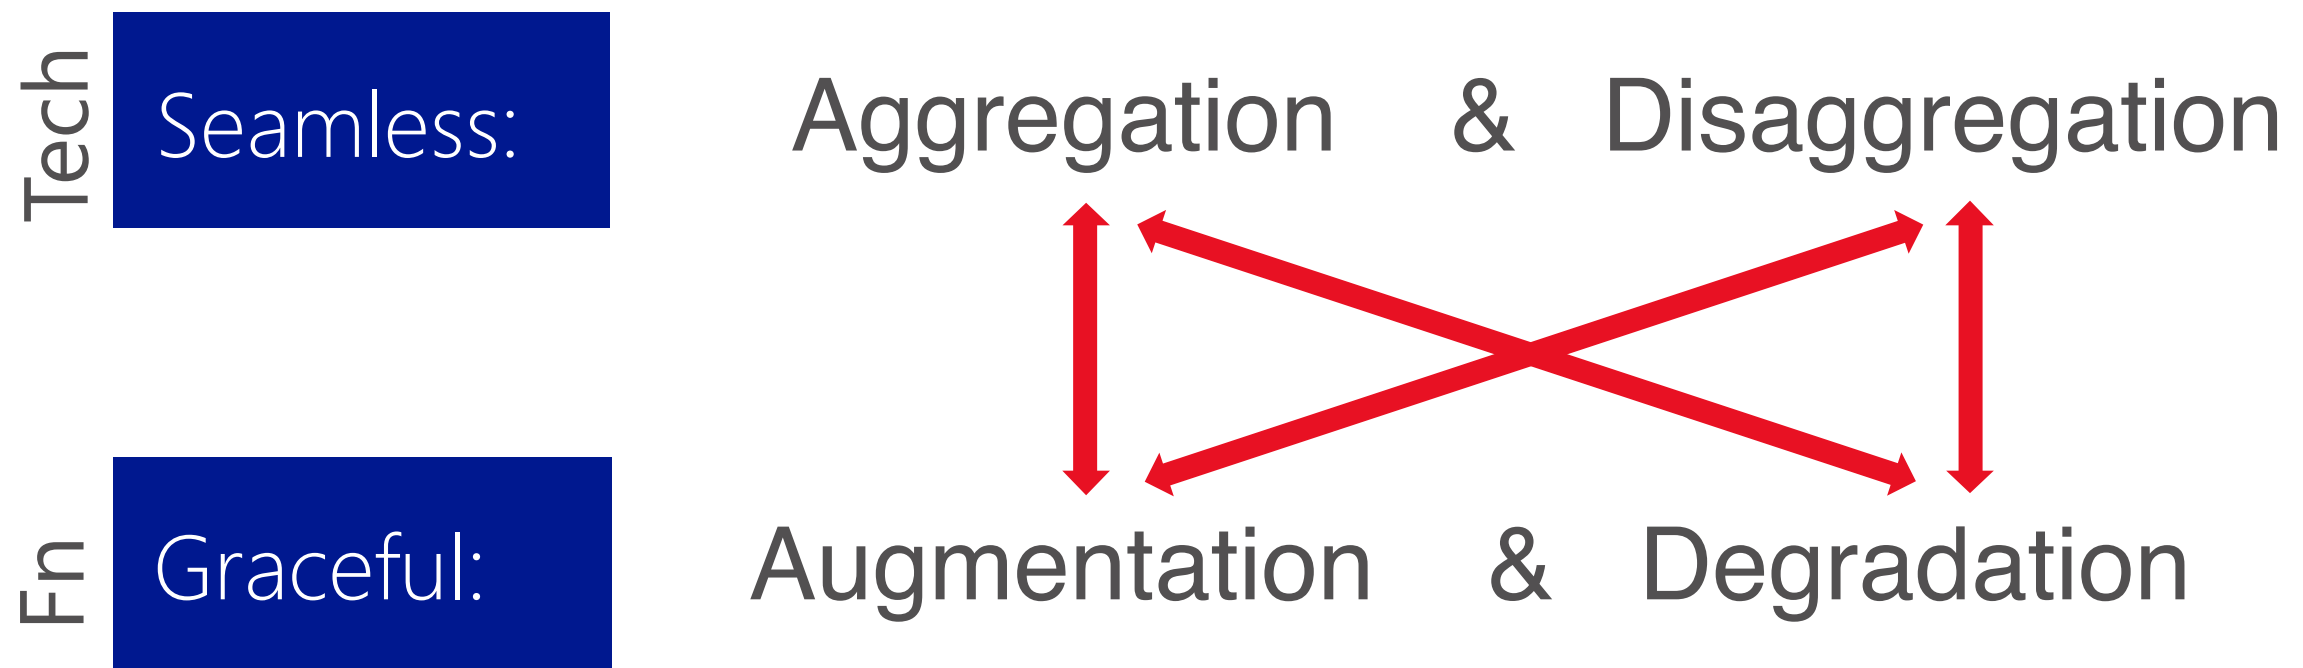 Tech
Seamless: Aggregation & Disaggregation
Fn
Graceful: Augmentation & Degradation